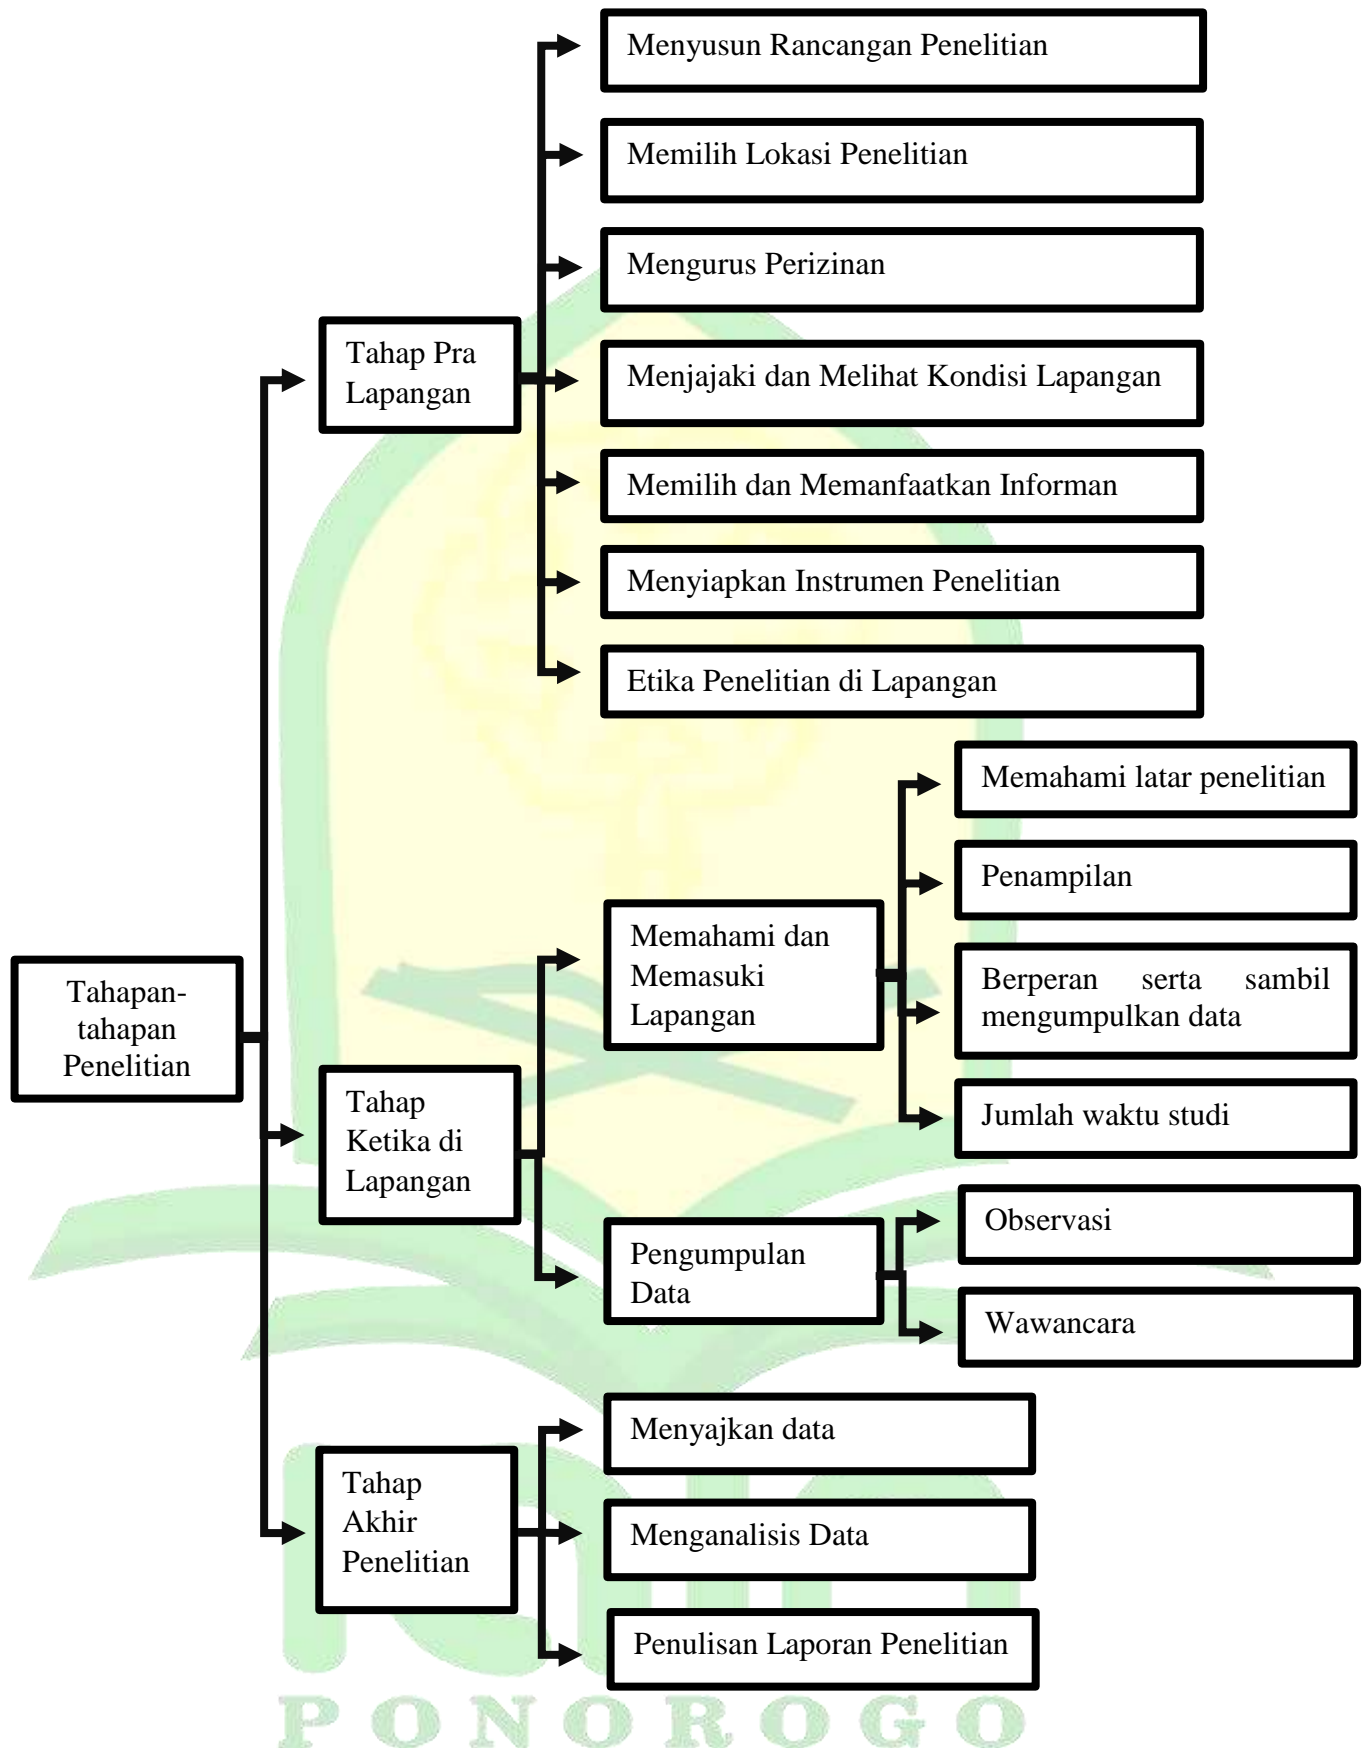 Menyusun Rancangan Penelitian
Memilih Lokasi Penelitian
Mengurus Perizinan
Tahap Pra
Lapangan
Menjajaki dan Melihat Kondisi Lapangan
Memilih dan Memanfaatkan Informan
Menyiapkan Instrumen Penelitian
Etika Penelitian di Lapangan
Memahami latar penelitian
Penampilan
Memahami dan
Memasuki
Lapangan
Berperan serta sambil
mengumpulkan data
Jumlah waktu studi
Tahapan-
tahapan
Penelitian
Tahap
Ketika di
Lapangan
Pengumpulan
Data
Observasi
Wawancara
Menyajkan data
Tahap
Akhir
Penelitian
Menganalisis Data
Penulisan Laporan Penelitian
iain
PONOROGO